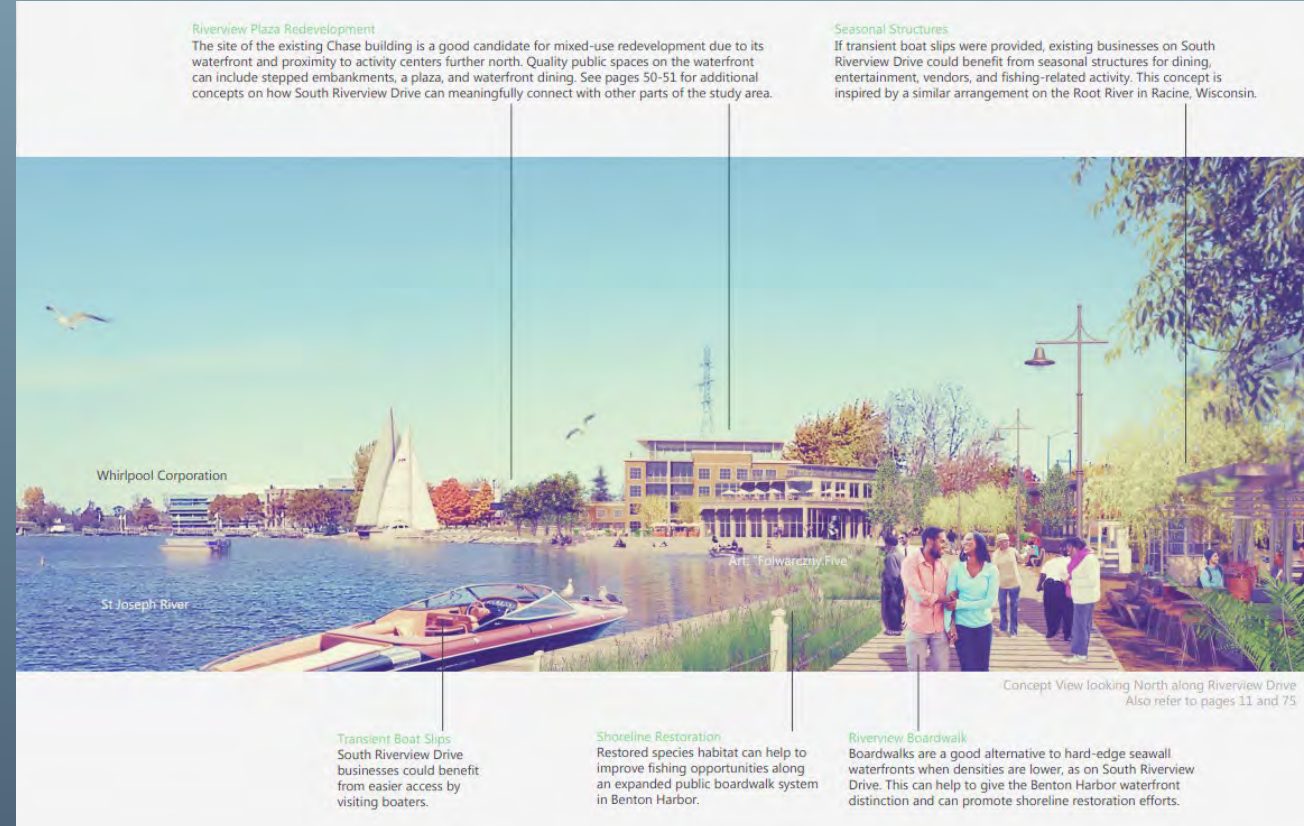 Riverview Plaza Redevelopment
The site of the existing Chase building is a good candidate for mixed-use redevelopment due to its
waterfront and proximity to activity centers further north. Quality public spaces on the waterfront
can include stepped embankments, a plaza, and waterfront dining. See pages 50-51 for additional
concepts on how South Riverview Drive can meaningfully connect with other parts of the study area.
Seasonal Structures
If transient boat slips were provided, existing businesses on South
Riverview Drive could benefit from seasonal structures for dining,
entertainment, vendors, and fishing-related activity. This concept is
inspired by a similar arrangement on the Root River in Racine, Wisconsin.
Whirlpool Corporation
Art: "Folwarezny.Five"
St Joseph River
Concept View looking North along Riverview Drive
Also refer to pages 11 and 75
Transient Boat Slips
South Riverview Drive
businesses could benefit
from easier access by
visiting boaters.
Shoreline Restoration
Restored species habitat can help to
improve fishing opportunities along
an expanded public boardwalk system
in Benton Harbor.
Riverview Boardwalk
Boardwalks are a good alternative to hard-edge seawall
waterfronts when densities are lower, as on South Riverview
Drive. This can help to give the Benton Harbor waterfront
distinction and can promote shoreline restoration efforts.